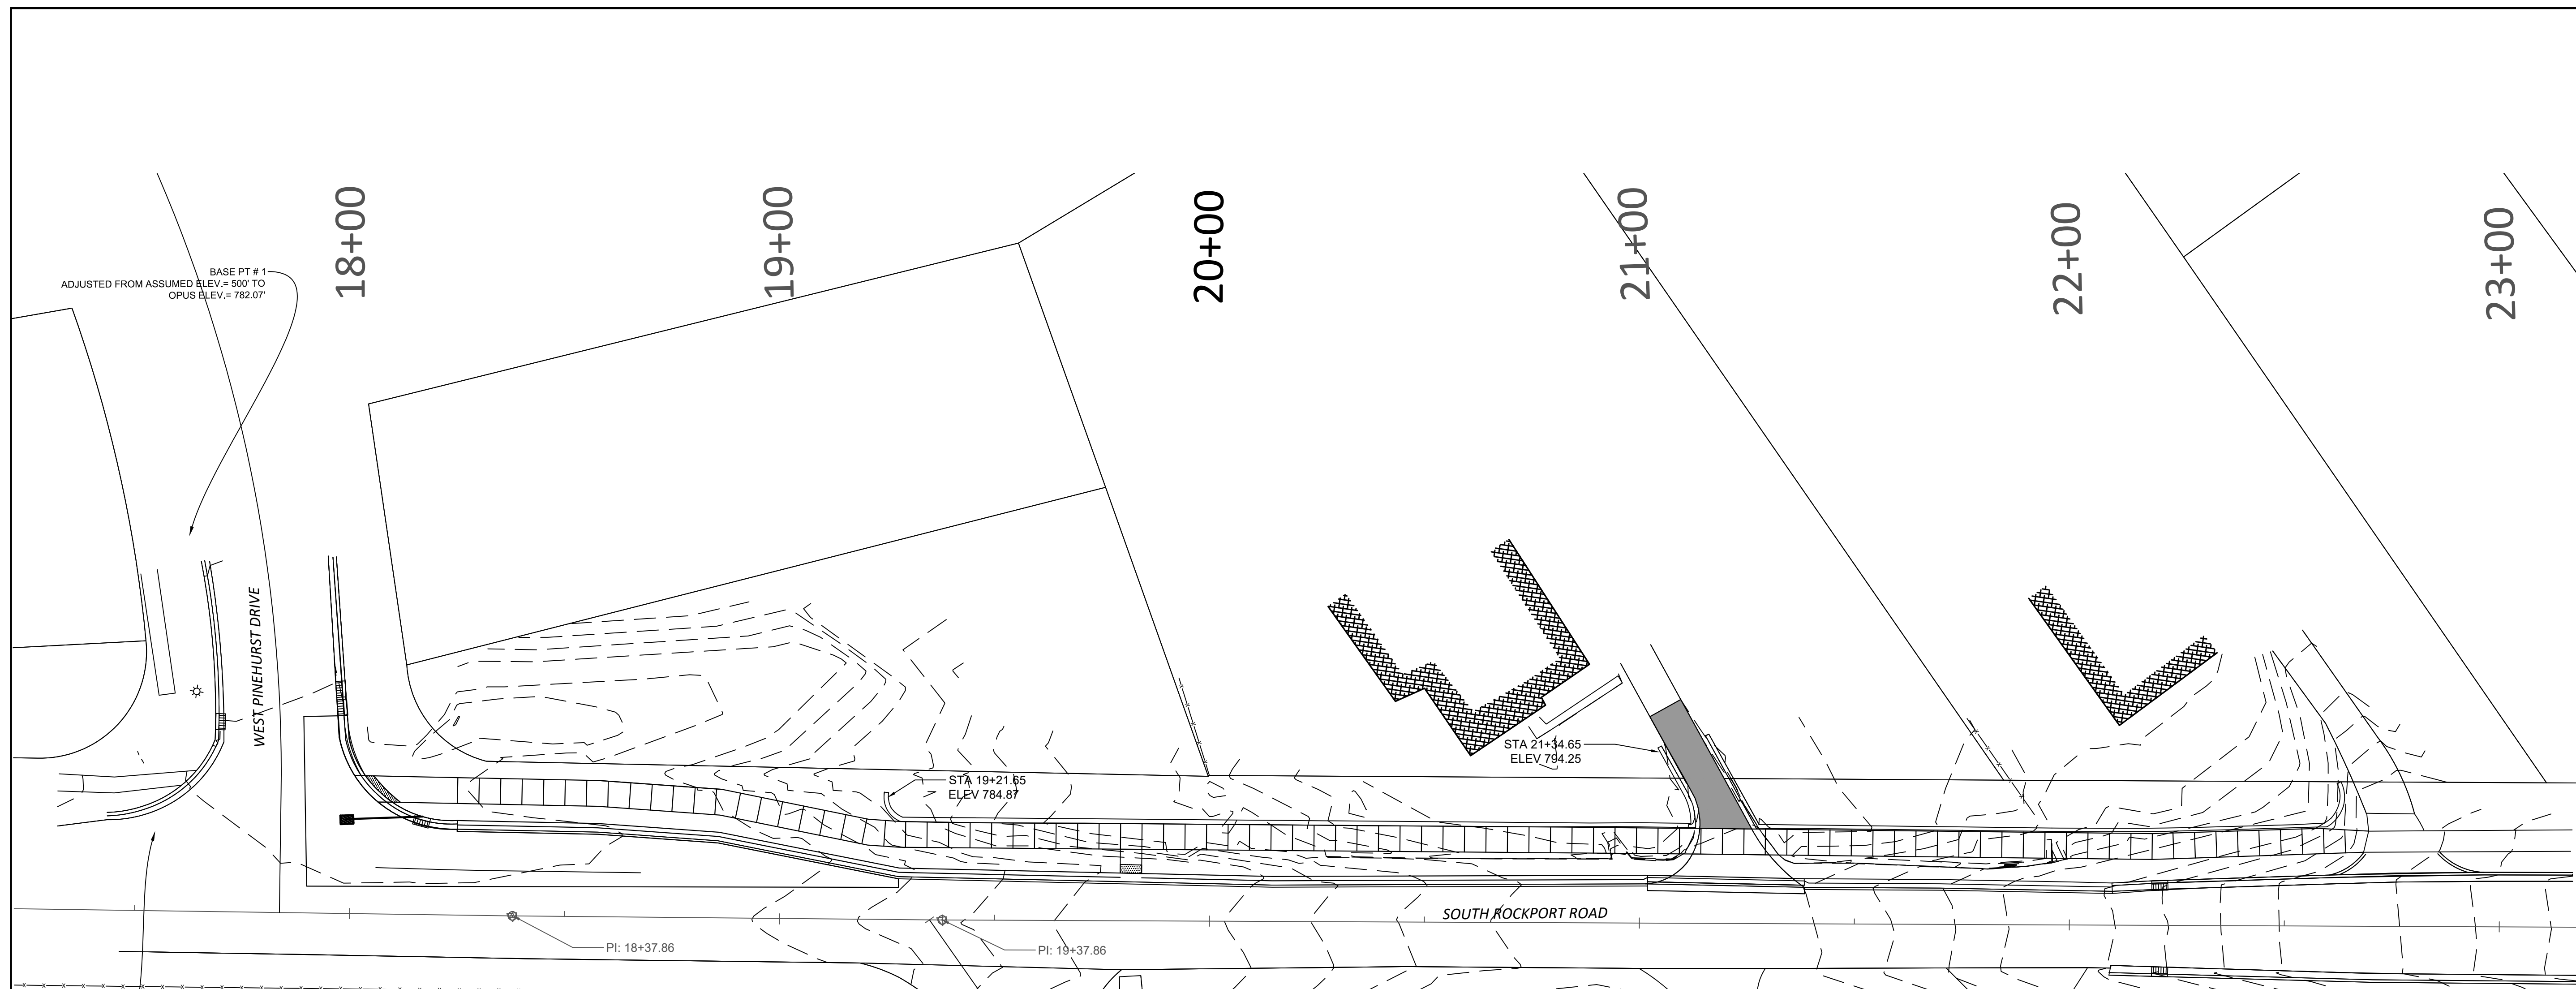 18+00
19+00
20+00
21+00
22+00
23+00
BASE PT # 1
ADJUSTED FROM ASSUMED ELEV.= 500' TO
OPUS ELEV.= 782.07'
WEST PINEHURST DRIVE
STA 21+34.65
ELEV 794.25
STA 19+21.65
ELEV 784.87
SOUTH ROCKPORT ROAD
PI: 18+37.86
PI: 19+37.86